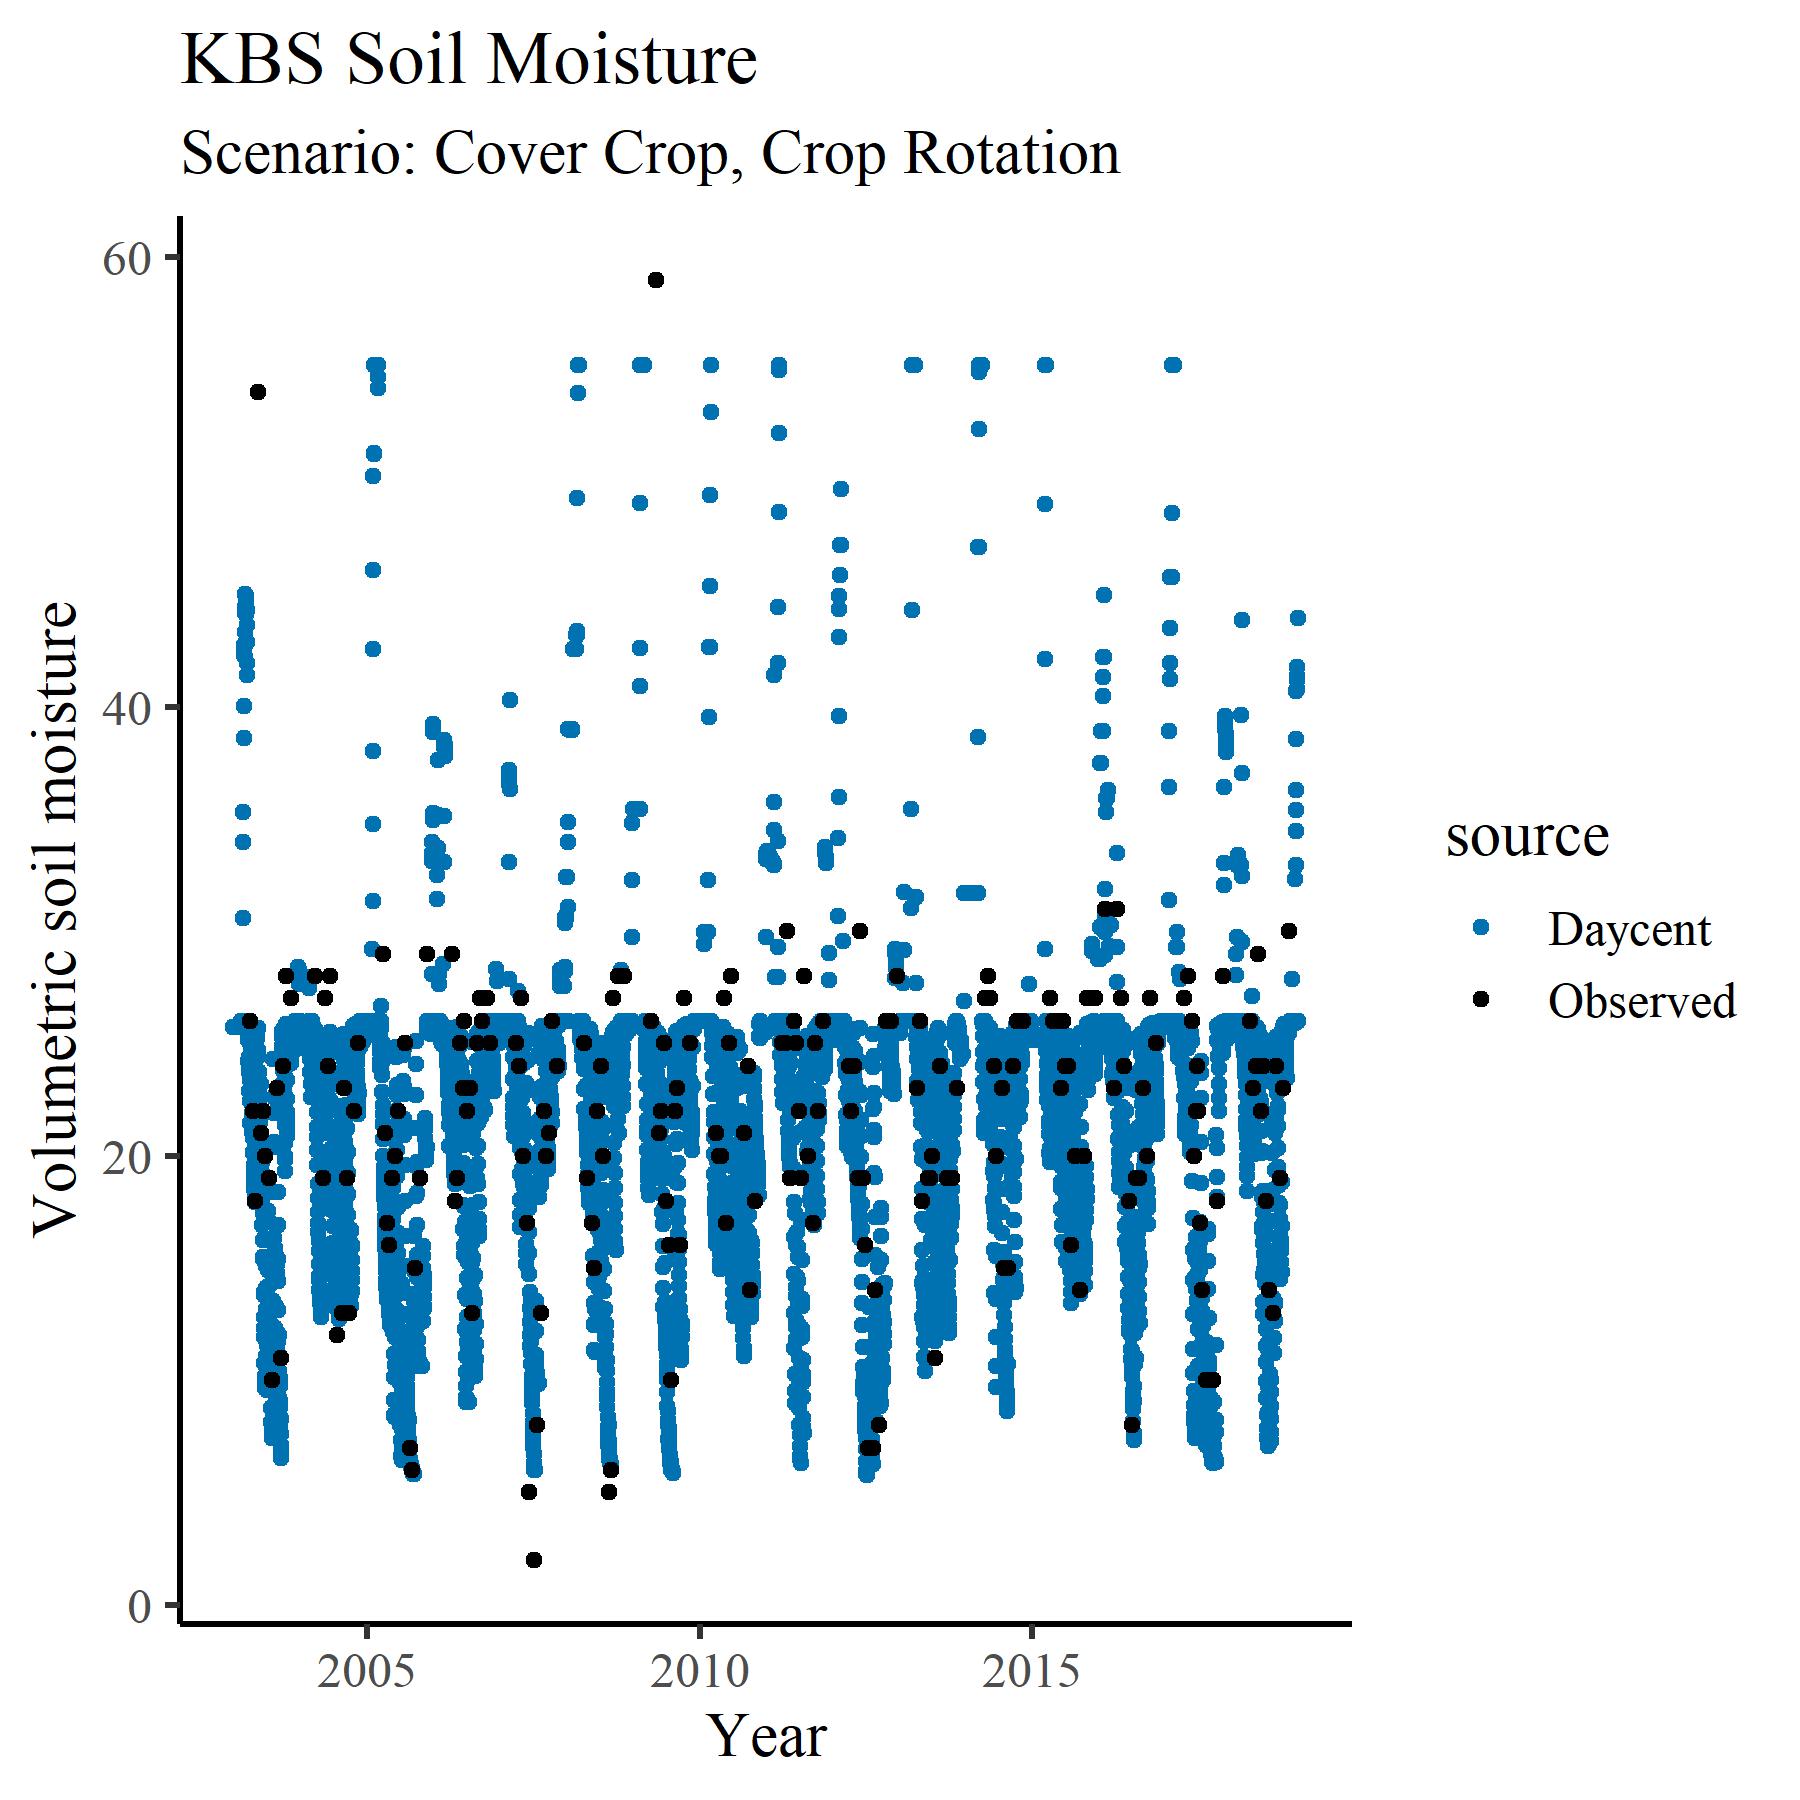 KBS Soil Moisture
Scenario: Cover Crop, Crop Rotation
60
40
20
0
Volumetric soil moisture
2005 2010 2015
Year
source
Daycent
Observed